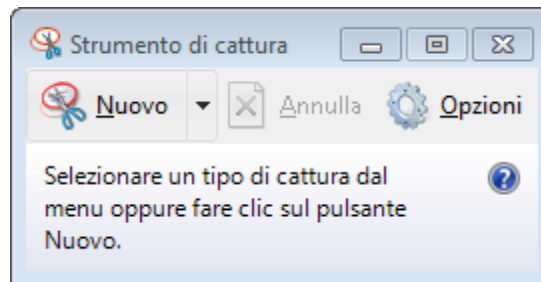 Strumento di cattura
Nuovo Annulla Opzioni
Selezionare un tipo di cattura dal
menu oppure fare clic sul pulsante
Nuovo.